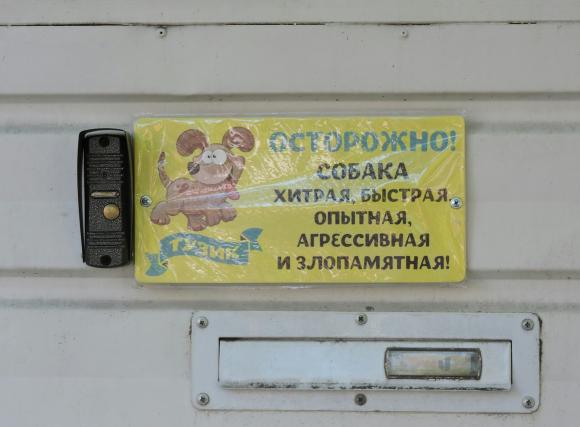 ОСТОРОЖНО!
СОБАКА
ХИТРАЯ, БЫСТРАЯ,
ОПЫТНАЯ,
АГРЕССИВНАЯ
И ЗЛОПАМЯТНАЯ!
ТУЗИК